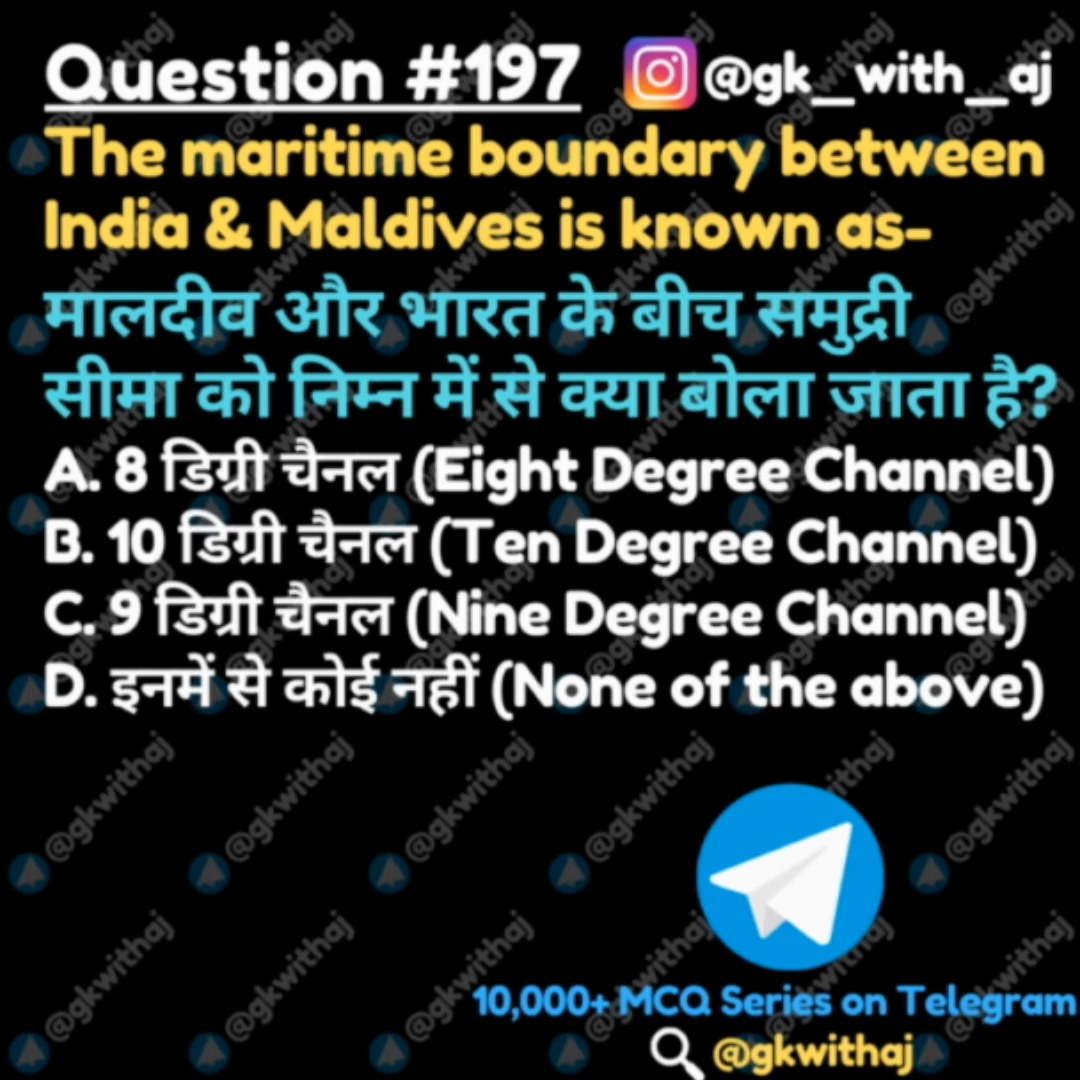 Question #197 @gk_with_aj
The maritime boundary between
India & Maldives is known as-
मालदीव और भारत के बीच समुद्री
सीमा को निम्न में से क्या बोला जाता है?
A. 8 डिग्री चैनल (Eight Degree Channel)
B. 10 डिग्री चैनल (Ten Degree Channel)
C. 9 डिग्री चैनल (Nine Degree Channel)
D. इनमें से कोई नहीं (None of the above)
10,000+ MCQ Series on Telegram
@gkwithaj